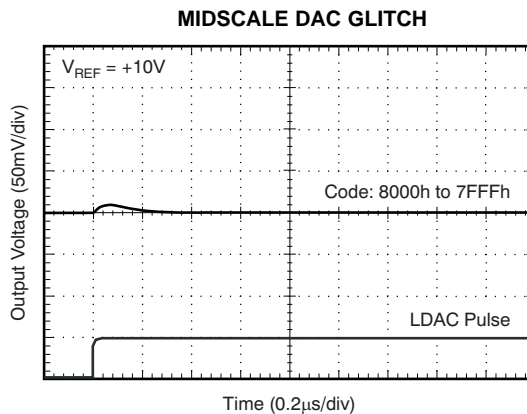 MIDSCALE DAC GLITCH
V_REF = +10V
Output Voltage (50mV/div)
Code: 8000h to 7FFFh
LDAC Pulse
Time (0.2µs/div)